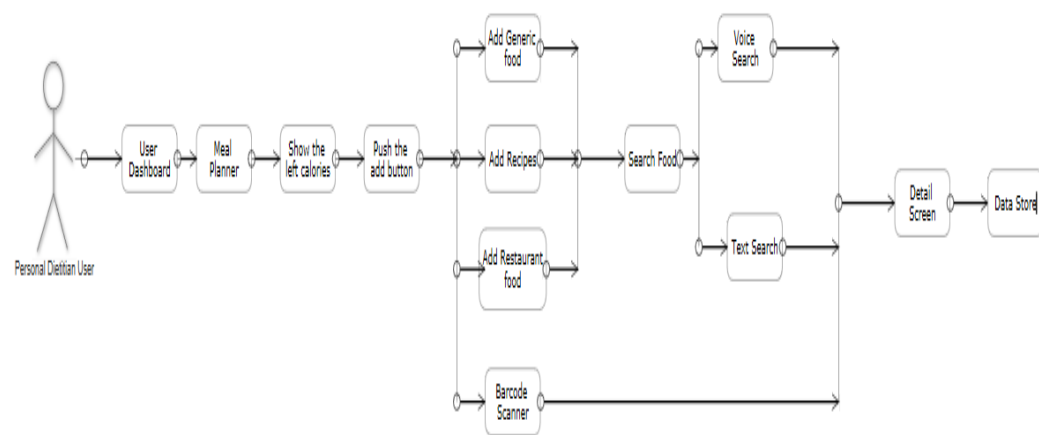 Personal Dietitian User
User
Dashboard
Meal
Planner
Show the
left calories
Push the
add button
Add Generic
food
Add Recipes
Add Restaurant
food
Barcode
Scanner
Search Food
Voice
Search
Text Search
Detail
Screen
Data Store